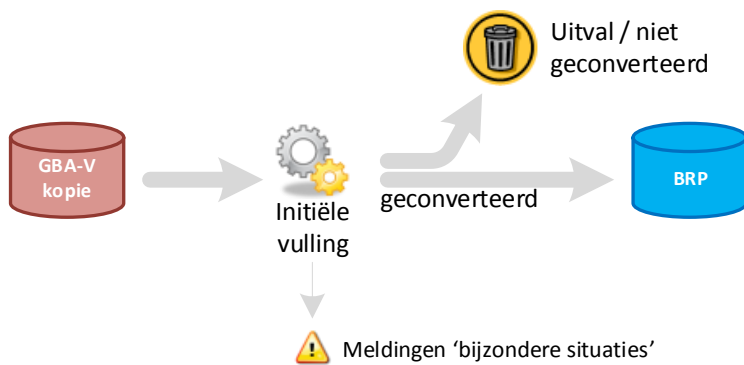 Uitval / niet
geconverteerd
GBA-V
kopie
Initiële
vulling
geconverteerd
BRP
Meldingen ‘bijzondere situaties’